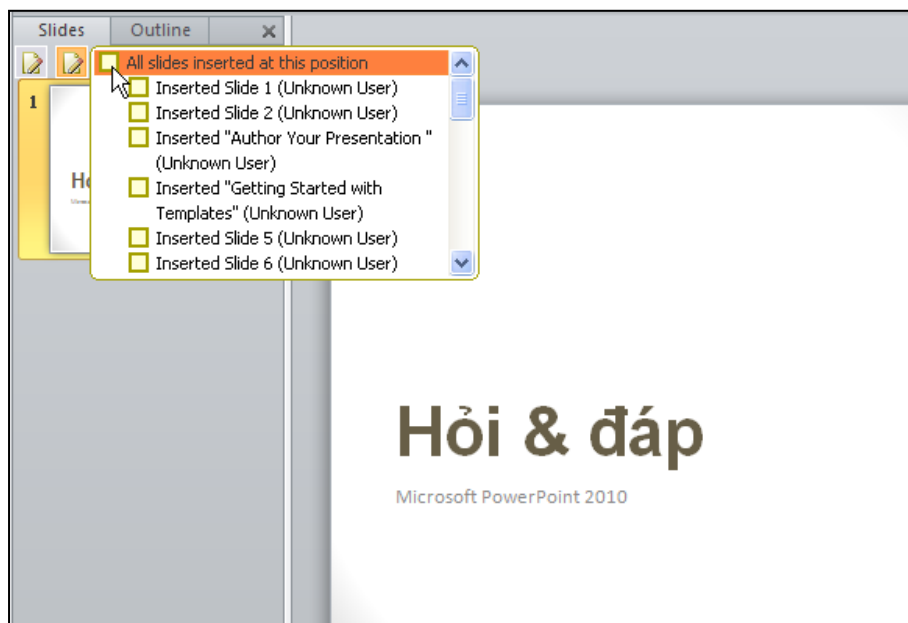 Slides
Outline
All slides inserted at this position
1
Inserted Slide 1 (Unknown User)
Inserted Slide 2 (Unknown User)
Inserted "Author Your Presentation "
(Unknown User)
Inserted "Getting Started with
Templates" (Unknown User)
Inserted Slide 5 (Unknown User)
Inserted Slide 6 (Unknown User)
Hỏi & đáp
Microsoft PowerPoint 2010